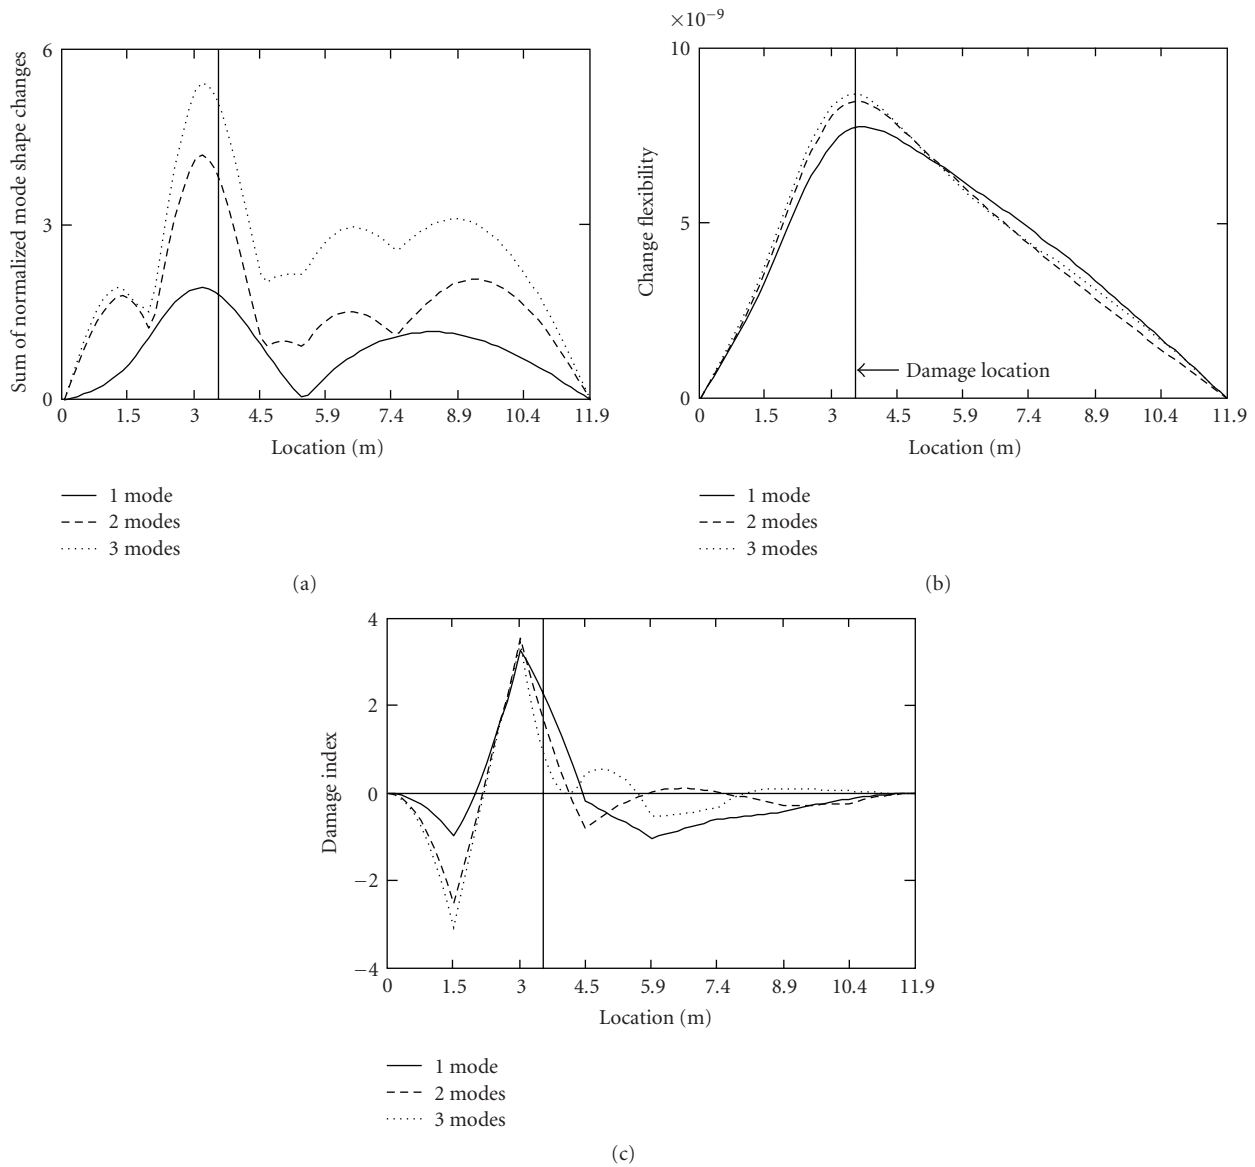 Sum of normalized mode shape changes
6
3
0
0 1.5 3 4.5 5.9 7.4 8.9 10.4 11.9
Location (m)
1 mode
2 modes
3 modes
(a)
×10−9
Change flexibility
10
5
0
Damage location
0 1.5 3 4.5 5.9 7.4 8.9 10.4 11.9
Location (m)
1 mode
2 modes
3 modes
(b)
Damage index
4
2
0
−2
−4
0 1.5 3 4.5 5.9 7.4 8.9 10.4 11.9
Location (m)
1 mode
2 modes
3 modes
(c)